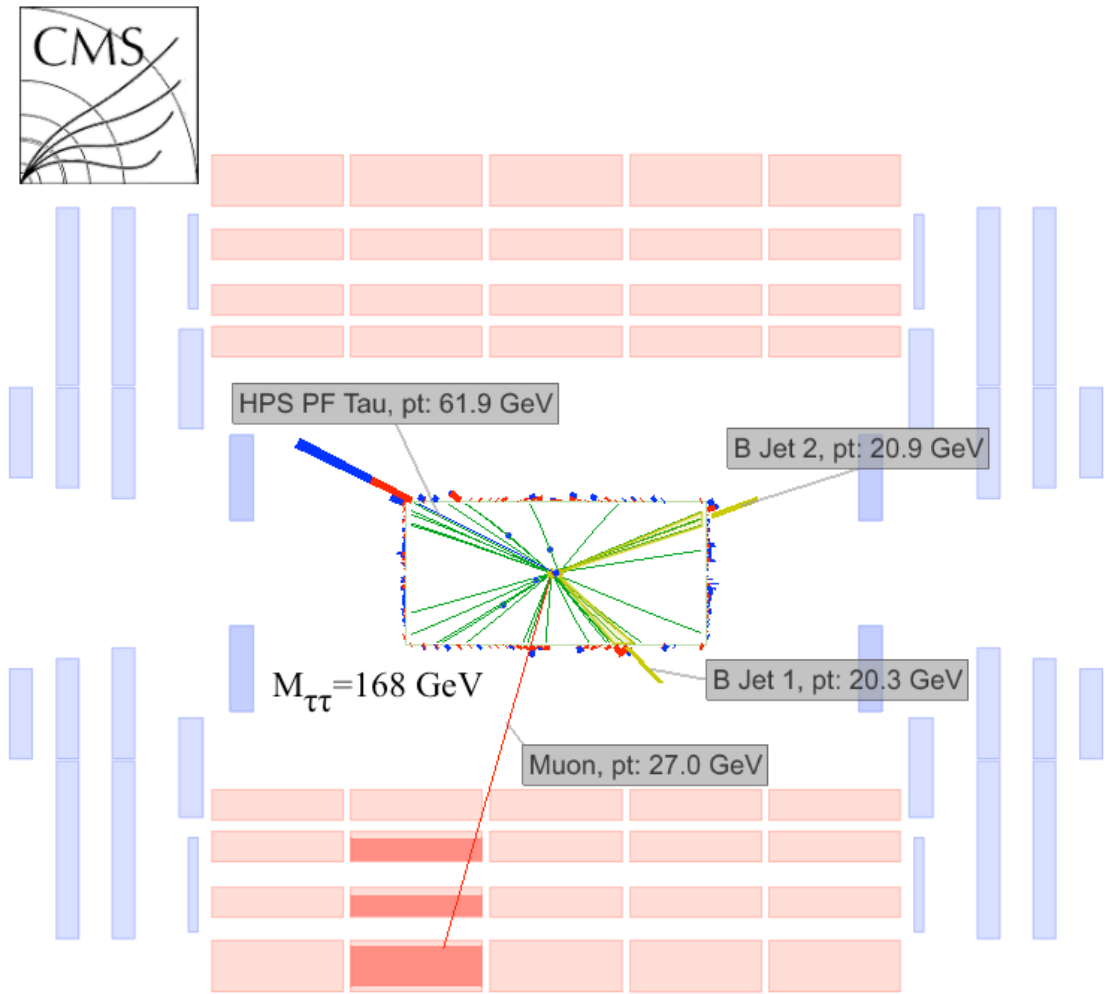 CMS
HPS PF Tau, pt: 61.9 GeV
B Jet 2, pt: 20.9 GeV
B Jet 1, pt: 20.3 GeV
Mττ=168 GeV
Muon, pt: 27.0 GeV